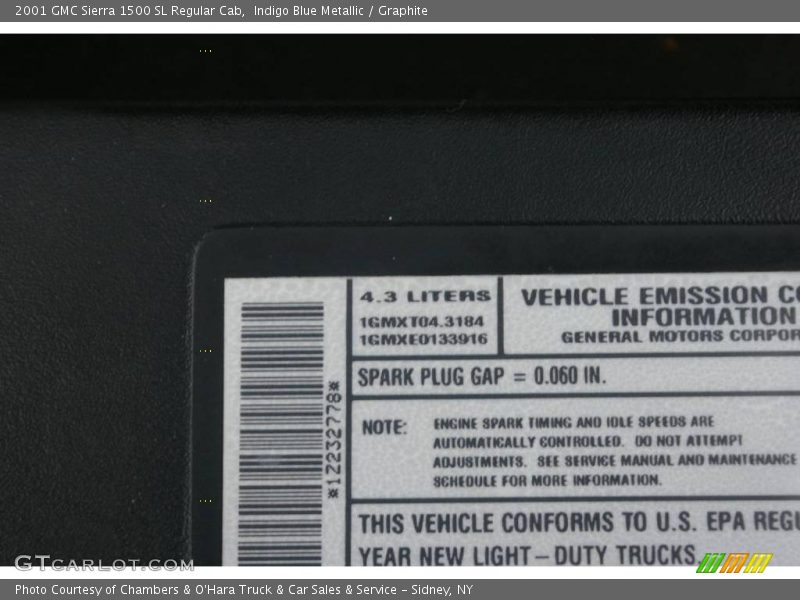 2001 GMC Sierra 1500 SL Regular Cab, Indigo Blue Metallic / Graphite
4.3 LITERS
1GMXT04.3184
1GMXE0133916
VEHICLE EMISSION
INFORMATION
GENERAL MOTORS
SPARK PLUG GAP = 0.060 IN.
*12232778*
NOTE: ENGINE SPARK TIMING AND IDLE SPEEDS ARE
AUTOMATICALLY CONTROLLED. DO NOT ATTEMPT
ADJUSTMENTS. SEE SERVICE MANUAL AND MAINTENANCE
SCHEDULE FOR MORE INFORMATION.
THIS VEHICLE CONFORMS TO U.S. EPA
YEAR NEW LIGHT-DUTY TRUCKS.
GTCARLOT.COM
Photo Courtesy of Chambers & O'Hara Truck & Car Sales & Service - Sidney, NY